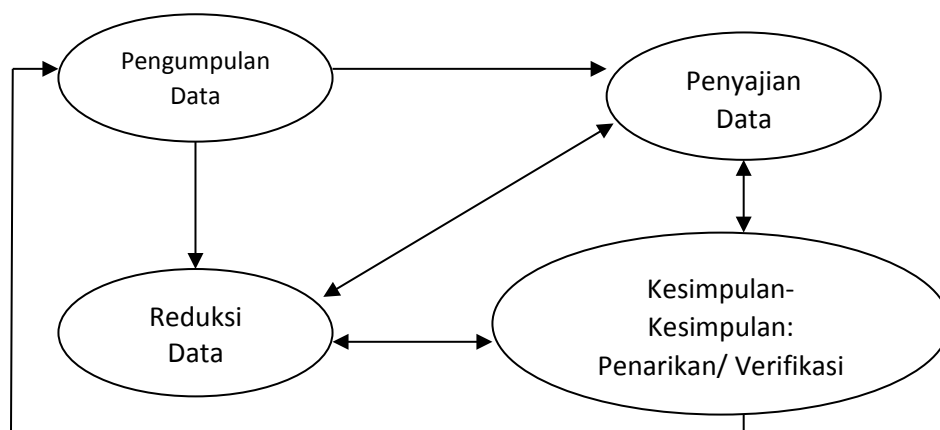 Pengumpulan
Data
Penyajian
Data
Reduksi
Data
Kesimpulan-
Kesimpulan:
Penarikan/ Verifikasi